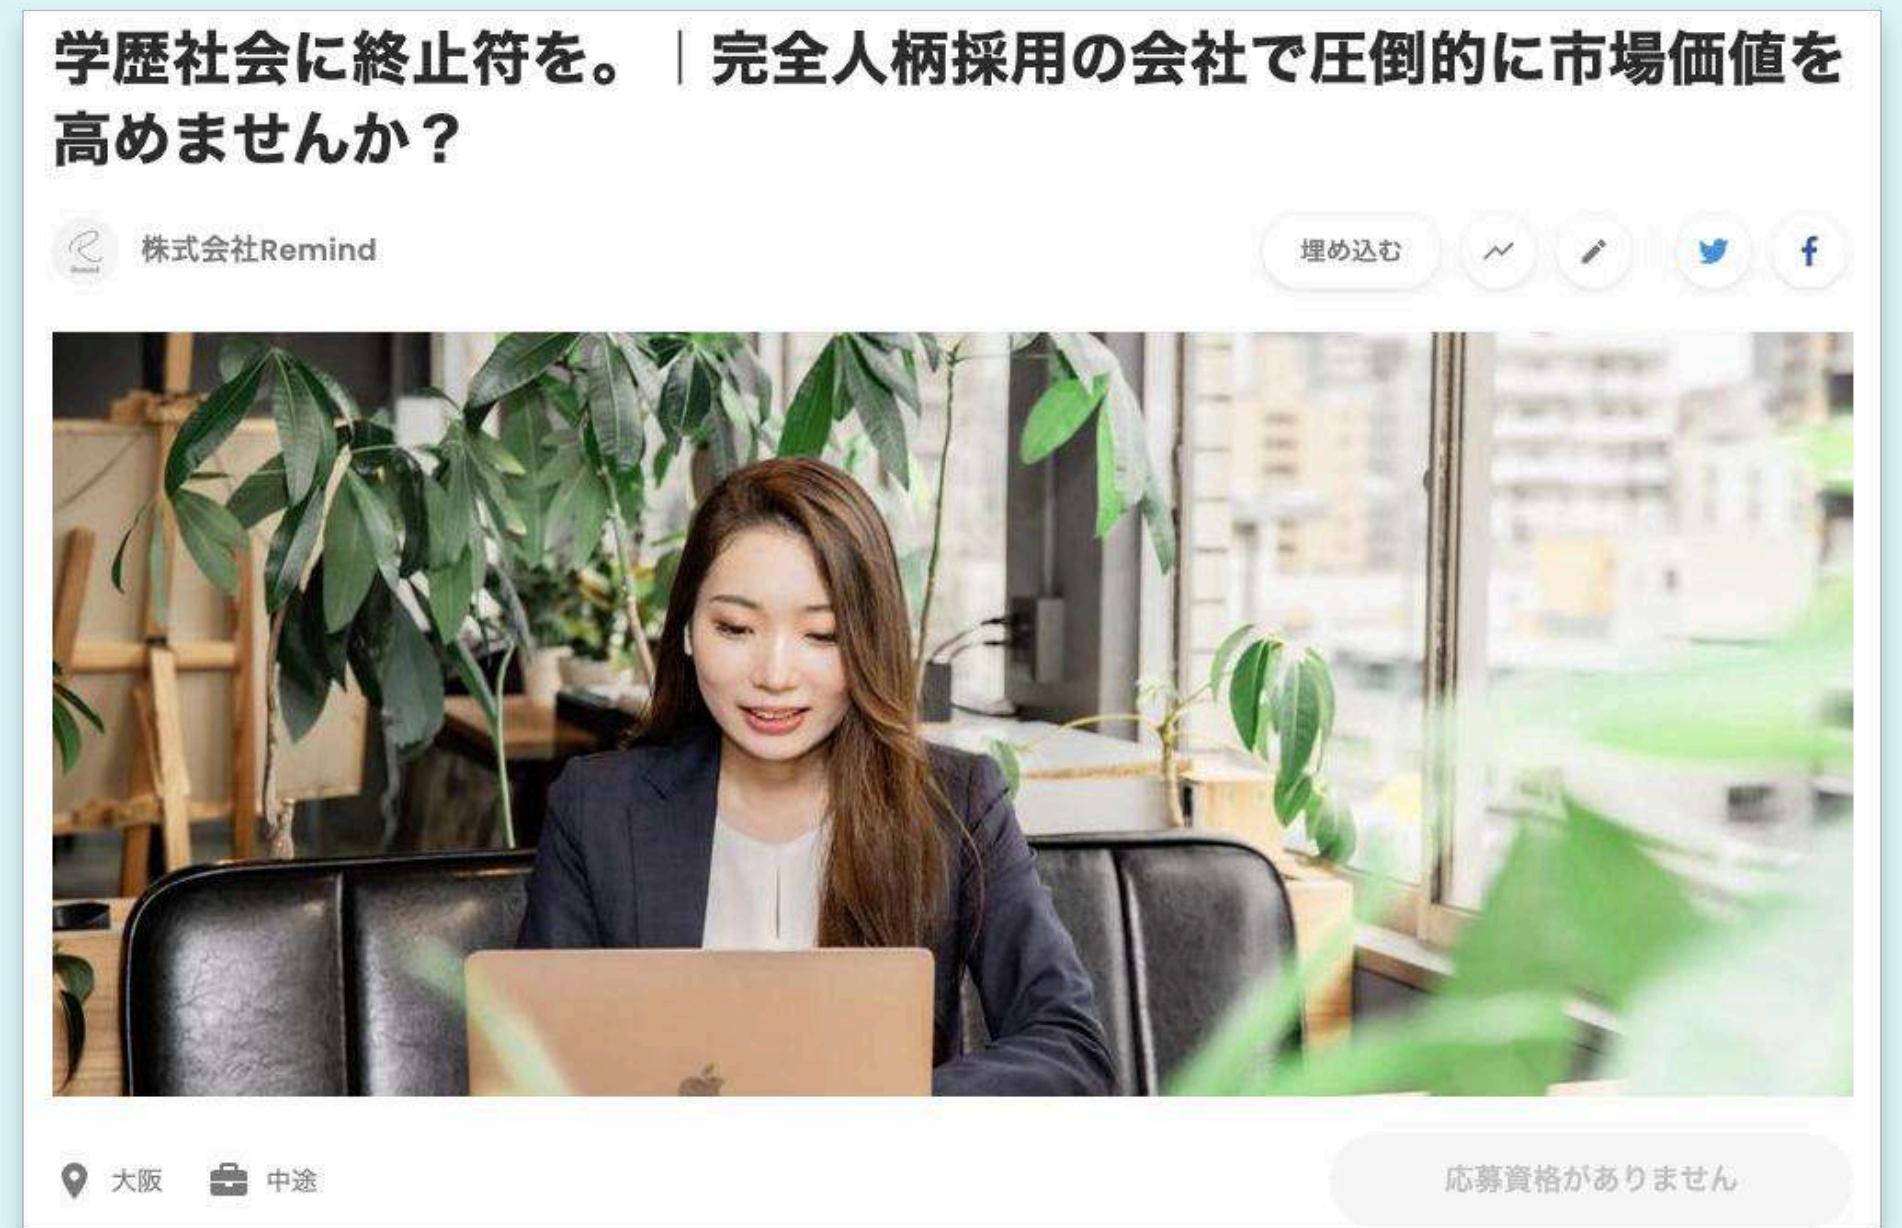 学歴社会に終止符を。｜完全人柄採用の会社で圧倒的に市場価値を
高めませんか？
株式会社Remind
埋め込む
大阪
中途
応募資格がありません